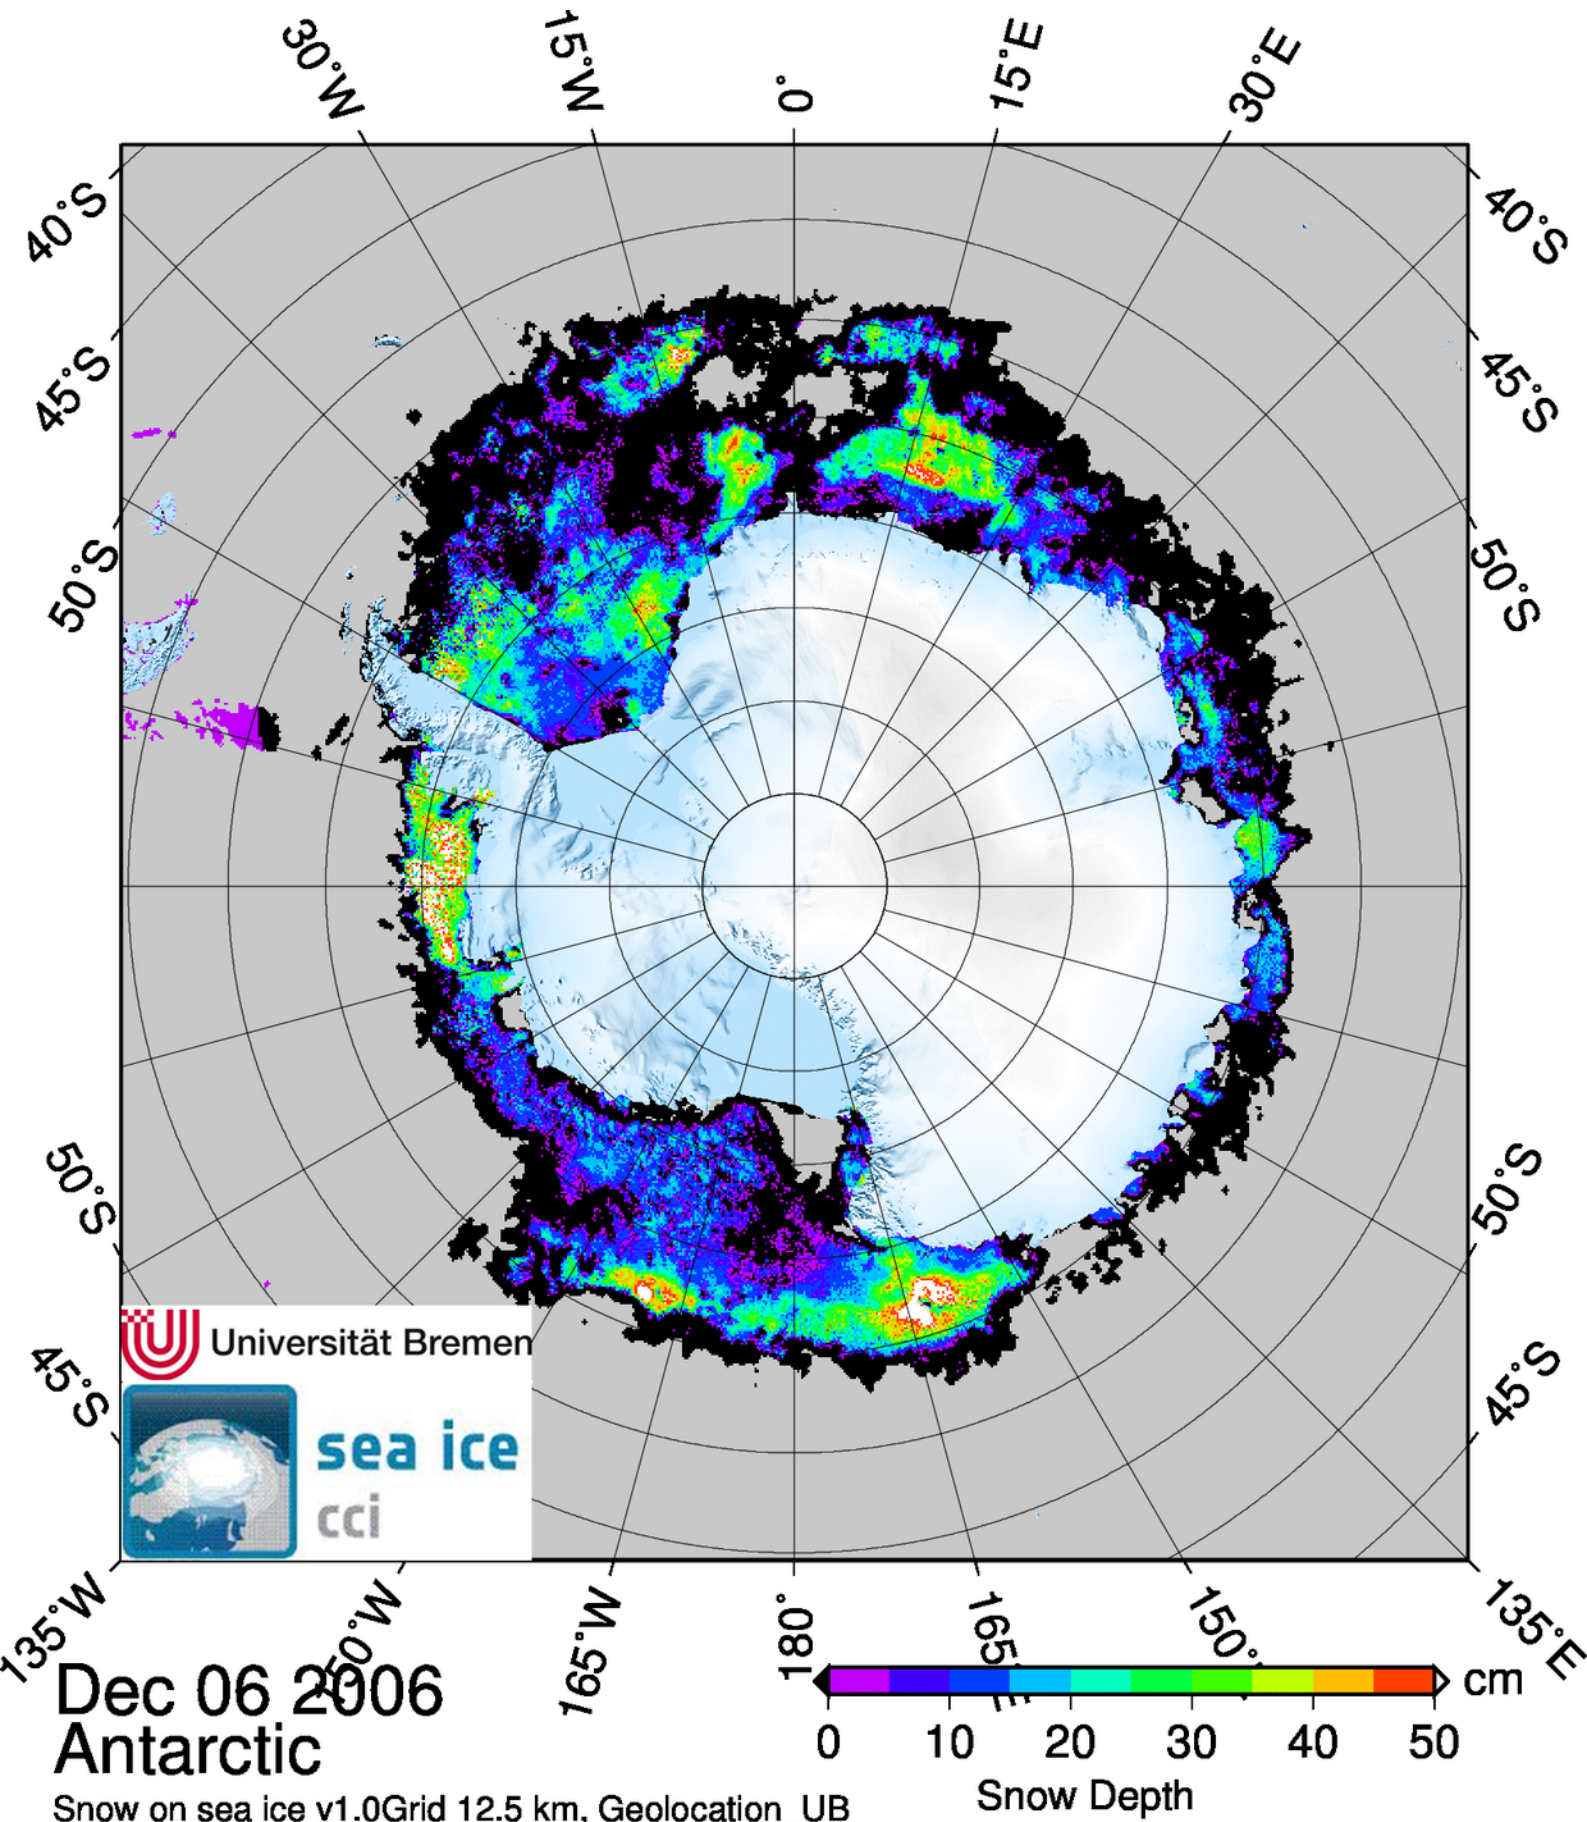 30°W 15°W 0° 15°E 30°E
40°S 40°S
45°S 45°S
50°S 50°S
50°S 50°S
45°S 45°S
Universität Bremen
sea ice
cci
135°W 150°W 165°W 180° 165°E 150° 135°E
Dec 06 2006
Antarctic
Snow on sea ice v1.0Grid 12.5 km, Geolocation UB
cm
0 10 20 30 40 50
Snow Depth